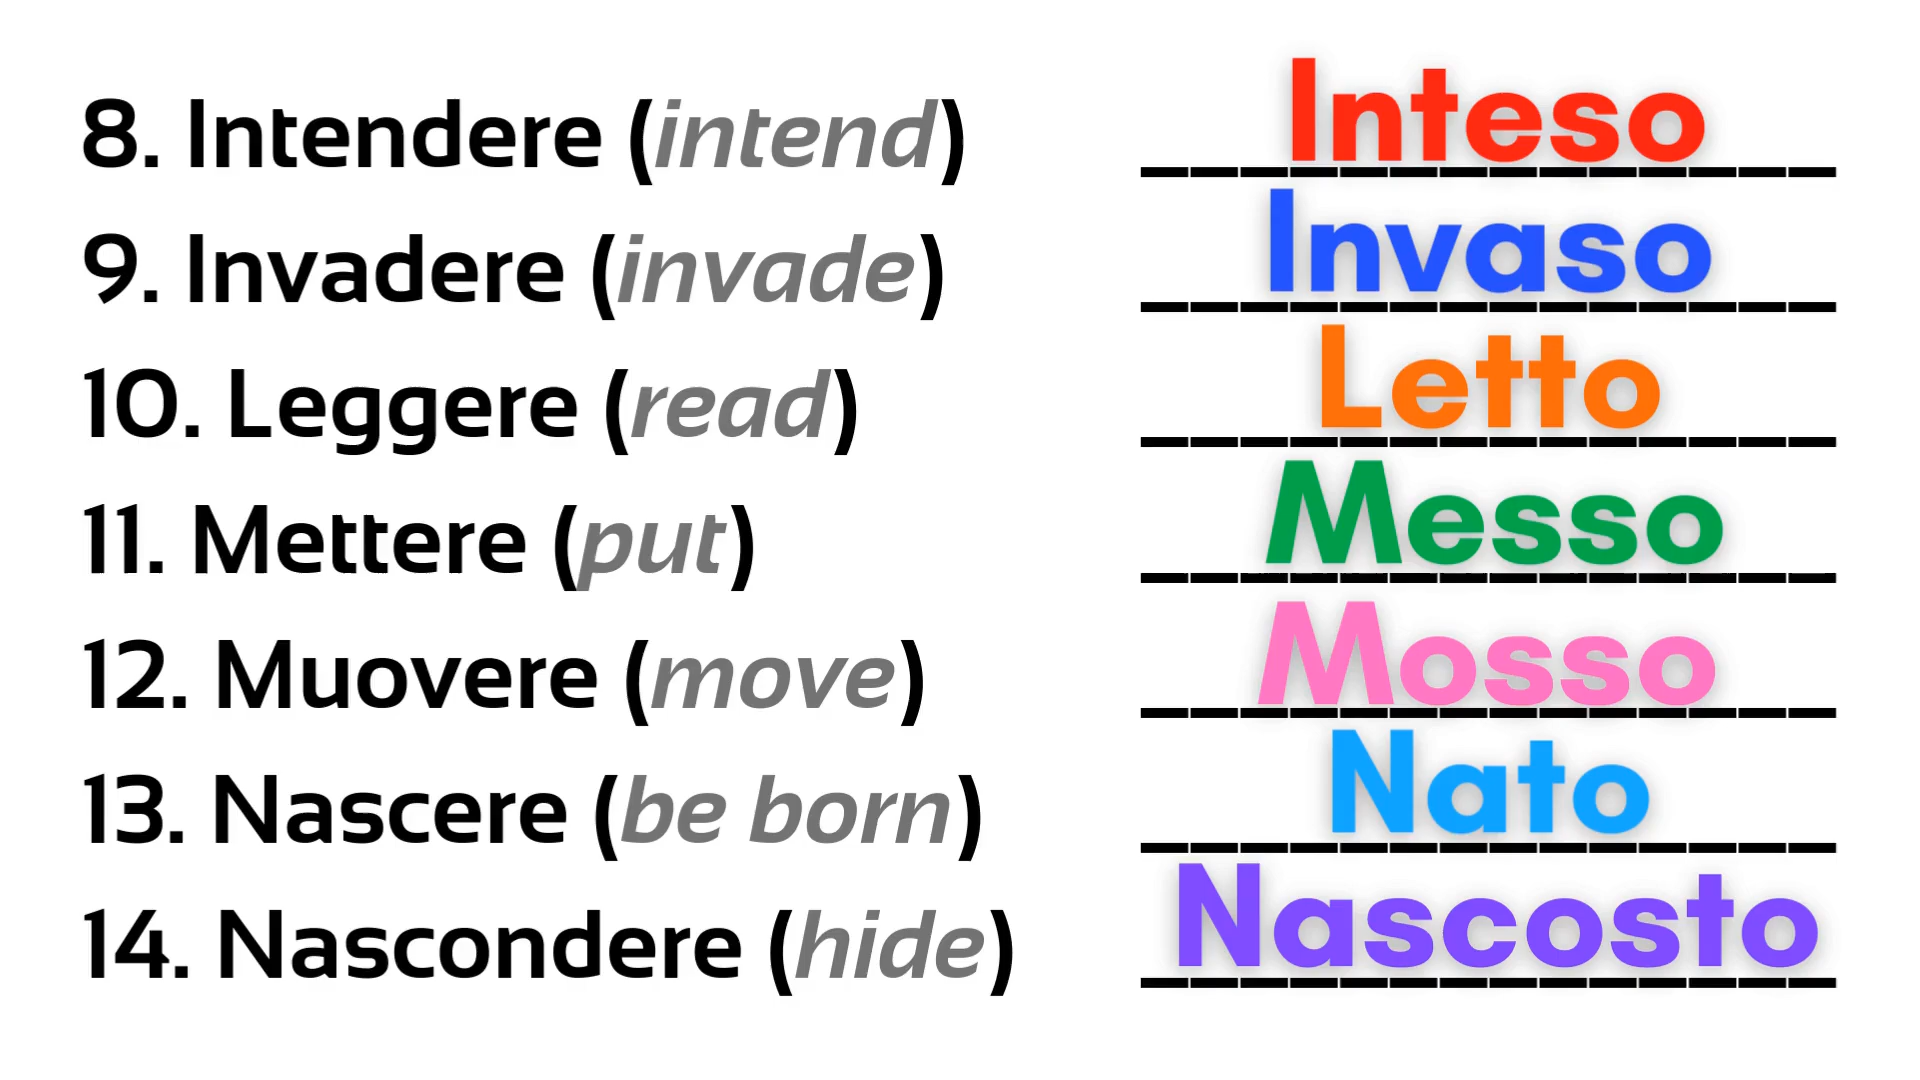 8. Intendere (intend) Inteso
9. Invadere (invade) Invaso
10. Leggere (read) Letto
11. Mettere (put) Messo
12. Muovere (move) Mosso
13. Nascere (be born) Nato
14. Nascondere (hide) Nascosto